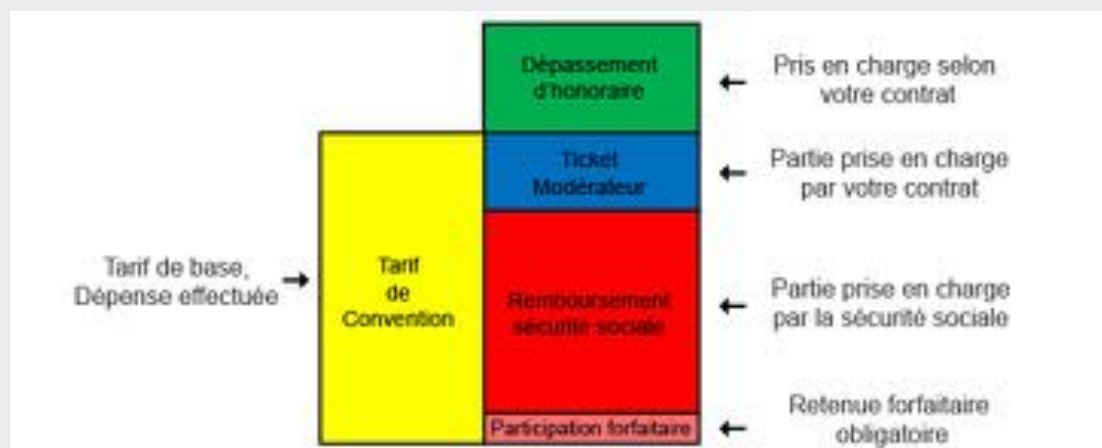 Dépassement
d'honoraire
Pris en charge selon
votre contrat
Ticket
Modérateur
Partie prise en charge
par votre contrat
Tarif de base,
Dépense effectuée
Tarif
de
Convention
Remboursement
sécurité sociale
Partie prise en charge
par la sécurité sociale
Participation forfaitaire
Retenue forfaitaire
obligatoire